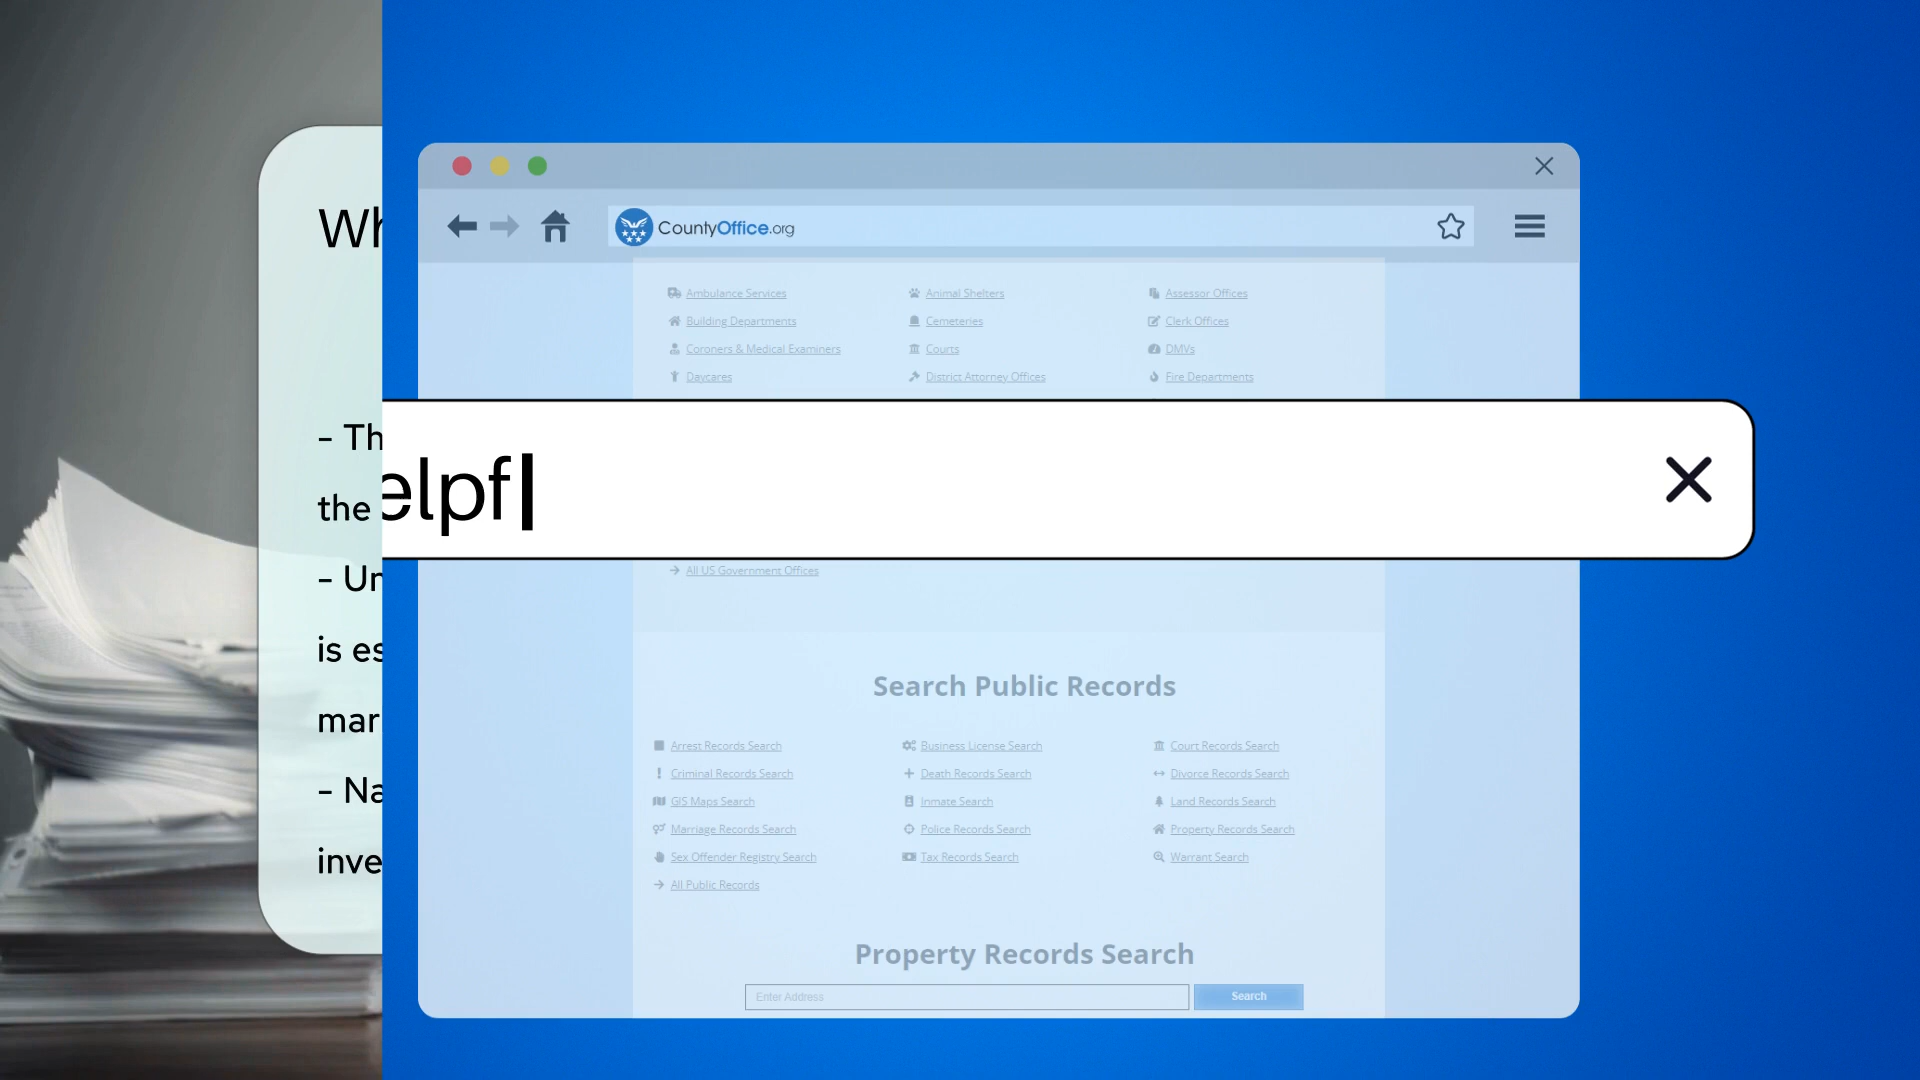 Wh
- Th
the
- Un
is es
mar
- Na
inve
CountyOffice.org
Ambulance Services Animal Shelters Assessor Offices
Building Departments Cemeteries Clerk Offices
Coroners & Medical Examiners Courts DMVs
Daycares District Attorney Offices Fire Departments
elpf
All US Government Offices
Search Public Records
Arrest Records Search Business License Search Court Records Search
Criminal Records Search Death Records Search Divorce Records Search
GIS Maps Search Inmate Search Land Records Search
Marriage Records Search Police Records Search Property Records Search
Sex Offender Registry Search Tax Records Search Warrant Search
All Public Records
Property Records Search
Enter Address Search